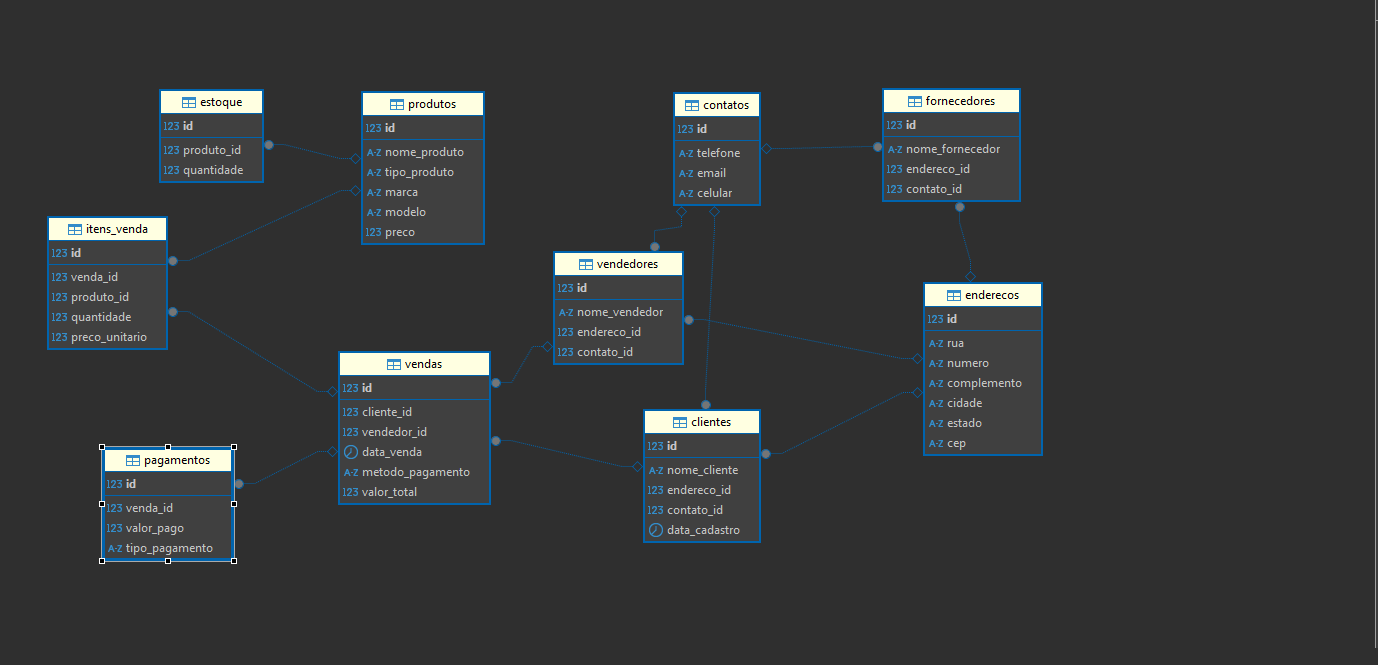 estoque
123 id
123 produto_id
123 quantidade
produtos
123 id
A-Z nome_produto
A-Z tipo_produto
A-Z marca
A-Z modelo
123 preco
contatos
123 id
A-Z telefone
A-Z email
A-Z celular
fornecedores
123 id
A-Z nome_fornecedor
123 endereco_id
123 contato_id
itens_venda
123 id
123 venda_id
123 produto_id
123 quantidade
123 preco_unitario
vendedores
123 id
A-Z nome_vendedor
123 endereco_id
123 contato_id
enderecos
123 id
A-Z rua
A-Z numero
A-Z complemento
A-Z cidade
A-Z estado
A-Z cep
vendas
123 id
123 cliente_id
123 vendedor_id
data_venda
A-Z metodo_pagamento
123 valor_total
clientes
123 id
A-Z nome_cliente
123 endereco_id
123 contato_id
data_cadastro
pagamentos
123 id
123 venda_id
123 valor_pago
A-Z tipo_pagamento